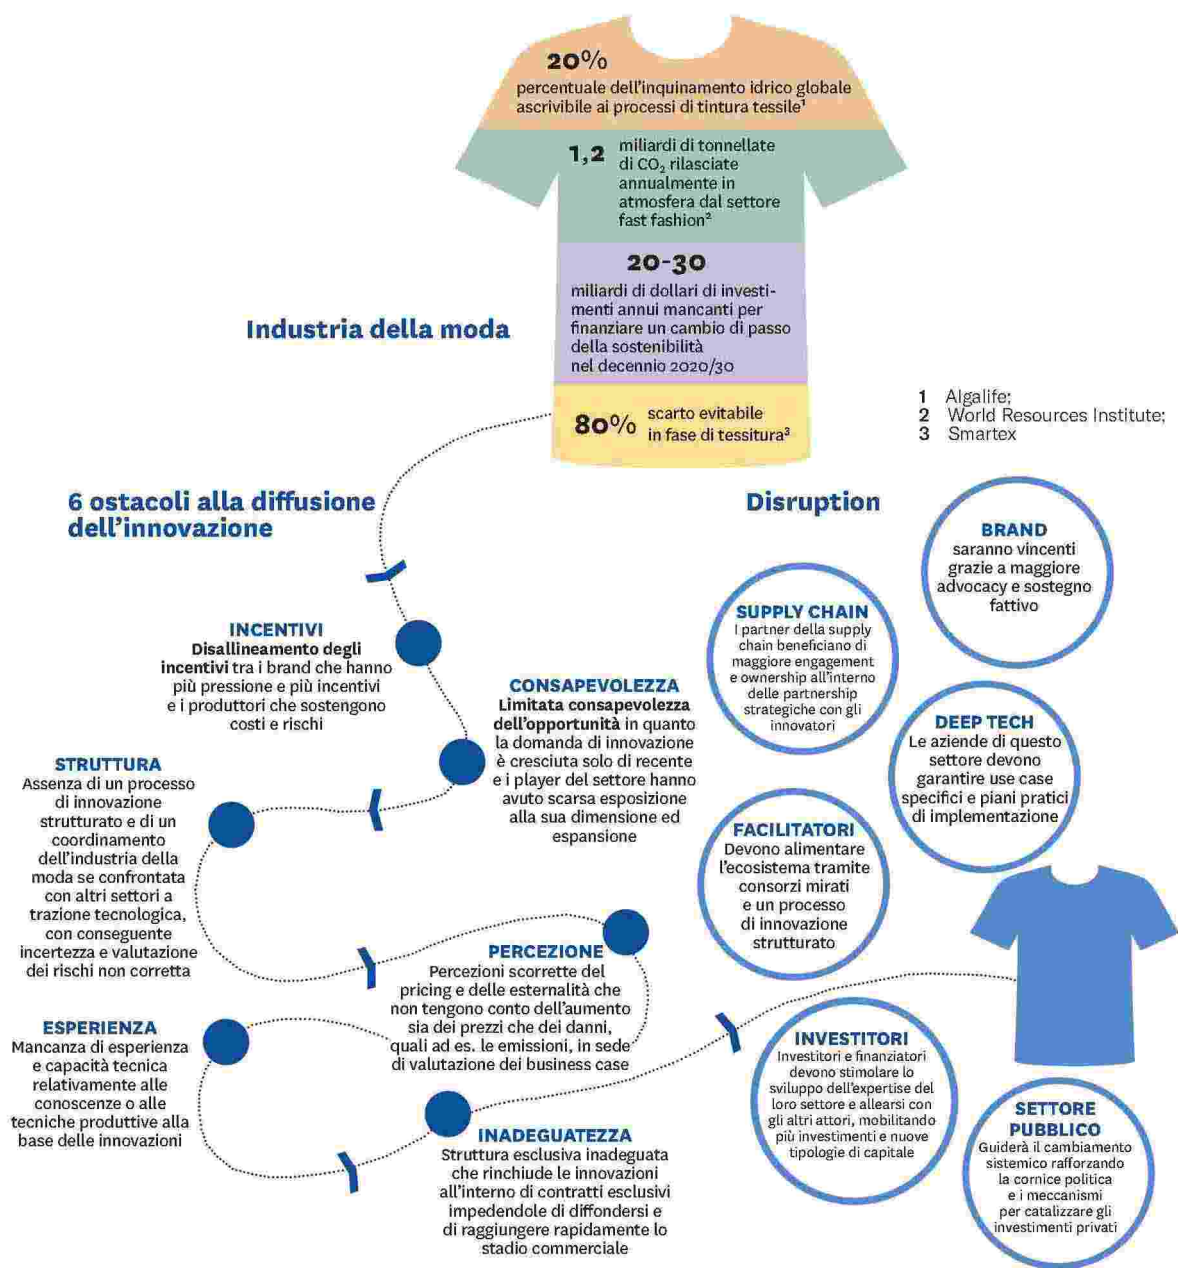 20%
percentuale dell'inquinamento idrico globale
ascrivibile ai processi di tintura tessile¹
1,2 miliardi di tonnellate
di CO₂ rilasciate
annualmente in
atmosfera dal settore
fast fashion²
20-30
miliardi di dollari di investi-
menti annui mancanti per
finanziare un cambio di passo
della sostenibilità
nel decennio 2020/30
Industria della moda
80% scarto evitabile
in fase di tessitura³
1 Algalife;
2 World Resources Institute;
3 Smartex
6 ostacoli alla diffusione
dell'innovazione
INCENTIVI
Disallineamento degli
incentivi tra i brand che hanno
più pressione e più incentivi
e i produttori che sostengono
costi e rischi
CONSAPEVOLEZZA
Limitata consapevolezza
dell'opportunità in quanto
la domanda di innovazione
è cresciuta solo di recente
e i player del settore hanno
avuto scarsa esposizione
alla sua dimensione ed
espansione
STRUTTURA
Assenza di un processo
di innovazione
strutturato e di un
coordinamento
dell'industria della
moda se confrontata
con altri settori a
trazione tecnologica,
con conseguente
incertezza e valutazione
dei rischi non corretta
PERCEZIONE
Percezioni scorrette del
pricing e delle esternalità che
non tengono conto dell'aumento
sia dei prezzi che dei danni,
quali ad es. le emissioni, in sede
di valutazione dei business case
ESPERIENZA
Mancanza di esperienza
e capacità tecnica
relativamente alle
conoscenze o alle
tecniche produttive alla
base delle innovazioni
INADEGUATEZZA
Struttura esclusiva inadeguata
che rinchiude le innovazioni
all'interno di contratti esclusivi
impedendole di diffondersi e
di raggiungere rapidamente lo
stadio commerciale
Disruption
BRAND
saranno vincenti
grazie a maggiore
advocacy e sostegno
fattivo
SUPPLY CHAIN
I partner della supply
chain beneficiano di
maggiore engagement
e ownership all'interno
delle partnership
strategiche con gli
innovatori
DEEP TECH
Le aziende di questo
settore devono
garantire use case
specifici e piani pratici
di implementazione
FACILITATORI
Devono alimentare
l'ecosistema tramite
consorzi mirati
e un processo
di innovazione
strutturato
INVESTITORI
Investitori e finanziatori
devono stimolare lo
sviluppo dell'expertise del
loro settore e allearsi con
gli altri attori, mobilitando
più investimenti e nuove
tipologie di capitale
SETTORE
PUBBLICO
Guiderà il cambiamento
sistemico rafforzando
la cornice politica
e i meccanismi
per catalizzare gli
investimenti privati